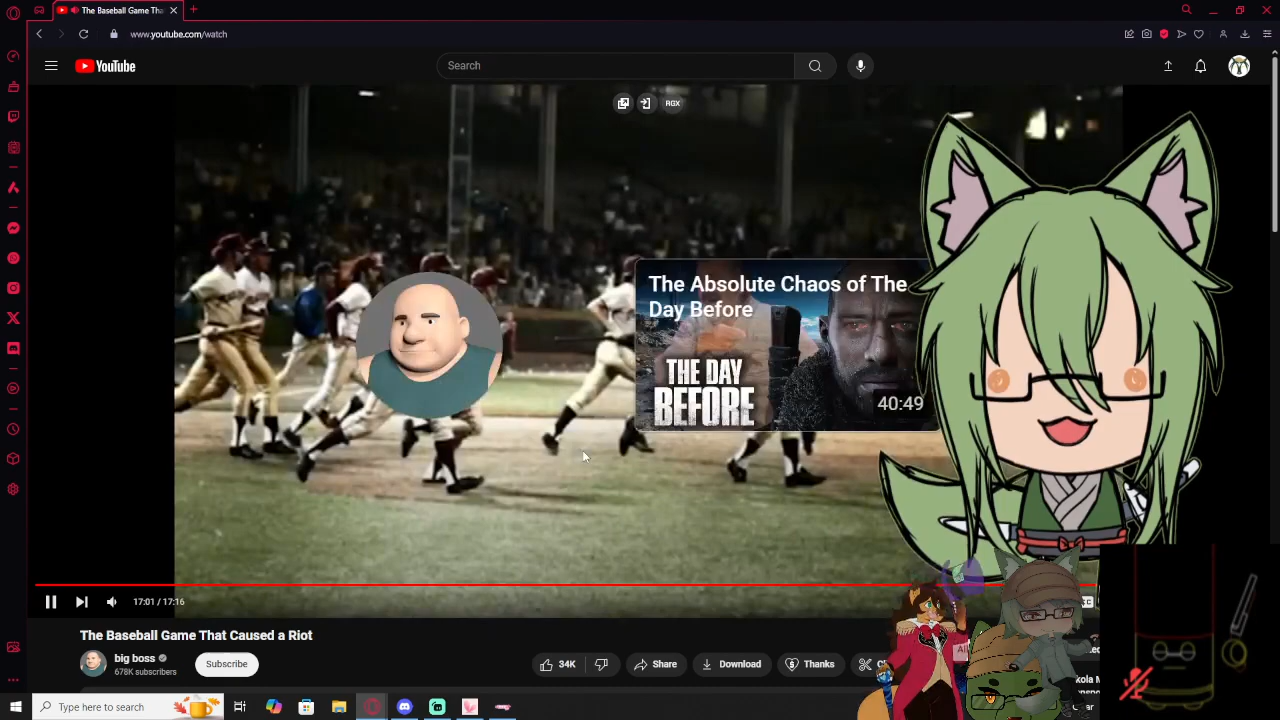 The Baseball Game Tha
www.youtube.com/watch
YouTube
Search
RGX
The Absolute Chaos of The
Day Before
THE DAY
BEFORE
40:49
17:01 / 17:16
The Baseball Game That Caused a Riot
big boss
678K subscribers
Subscribe
34K
Share
Download
Thanks
Type here to search